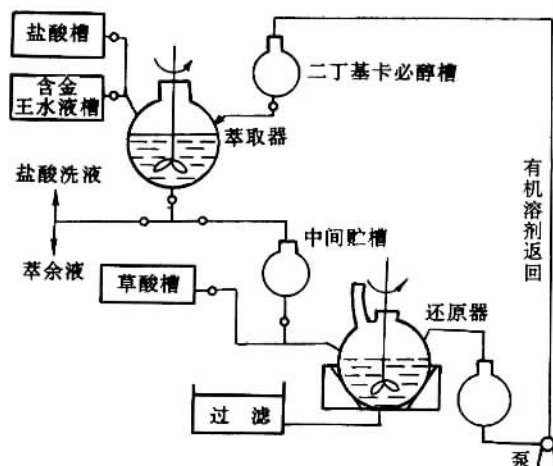 盐酸槽
含金
王水液槽
二丁基卡必醇槽
萃取器
盐酸洗液
萃余液
中间贮槽
草酸槽
还原器
过滤
有机溶剂返回
泵